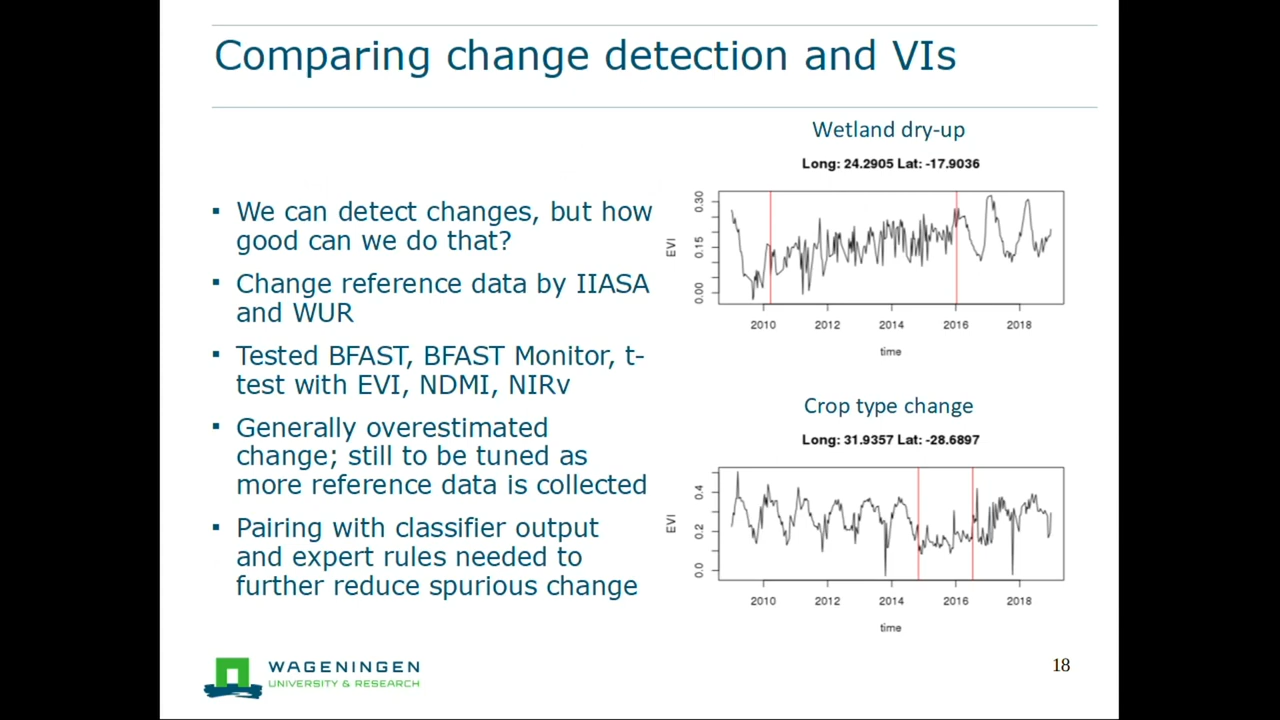 Comparing change detection and VIs
▪ We can detect changes, but how
good can we do that?
▪ Change reference data by IIASA
and WUR
▪ Tested BFAST, BFAST Monitor, t-
test with EVI, NDMI, NIRv
▪ Generally overestimated
change; still to be tuned as
more reference data is collected
▪ Pairing with classifier output
and expert rules needed to
further reduce spurious change
Wetland dry-up
Long: 24.2905 Lat: -17.9036
EVI
0.30
0.15
0.00
2010 2012 2014 2016 2018
time
Crop type change
Long: 31.9357 Lat: -28.6897
EVI
0.4
0.2
0.0
2010 2012 2014 2016 2018
time
WAGENINGEN
UNIVERSITY & RESEARCH
18